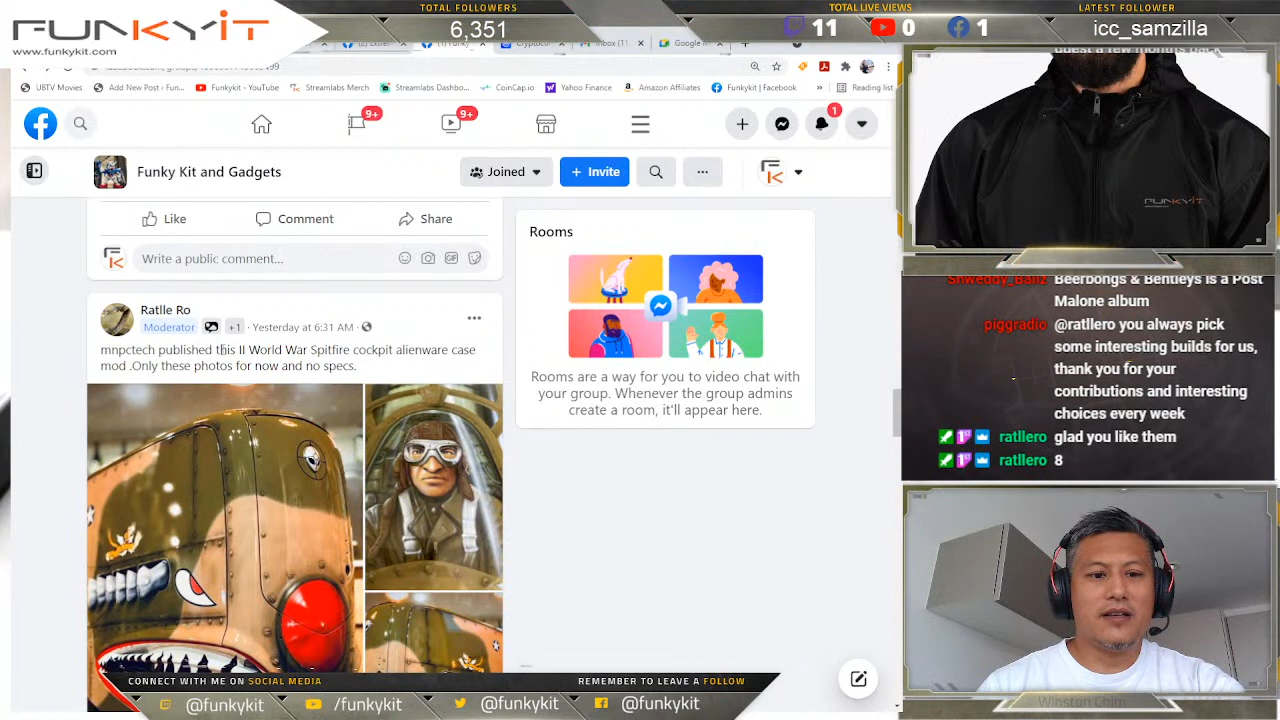 FUNKYKIT
www.funkykit.com
TOTAL FOLLOWERS
6,351
TOTAL LIVE VIEWS
11
0
1
LATEST FOLLOWER
icc_samzilla
UBTV Movies
Add New Post ‹ Fun...
Funkykit - YouTube
Streamlabs Merch
Streamlabs Dashbo...
CoinCap.io
Yahoo Finance
Amazon Affiliates
Funkykit | Facebook
»
Reading list
9+
9+
1
Funky Kit and Gadgets
Joined
+ Invite
Like
Comment
Share
Write a public comment...
GIF
Ratlle Ro
Moderator
+1 · Yesterday at 6:31 AM ·
mnpctech published this II World War Spitfire cockpit alienware case
mod .Only these photos for now and no specs.
Rooms
Rooms are a way for you to video chat with
your group. Whenever the group admins
create a room, it'll appear here.
FUNKYKIT
Shweddy_Ballz Beerbongs & Bentleys is a Post
Malone album
piggradio @ratllero you always pick
some interesting builds for us,
thank you for your
contributions and interesting
choices every week
ratllero glad you like them
ratllero 8
CONNECT WITH ME ON SOCIAL MEDIA
REMEMBER TO LEAVE A FOLLOW
@funkykit
/funkykit
@funkykit
@funkykit
Winston Chim